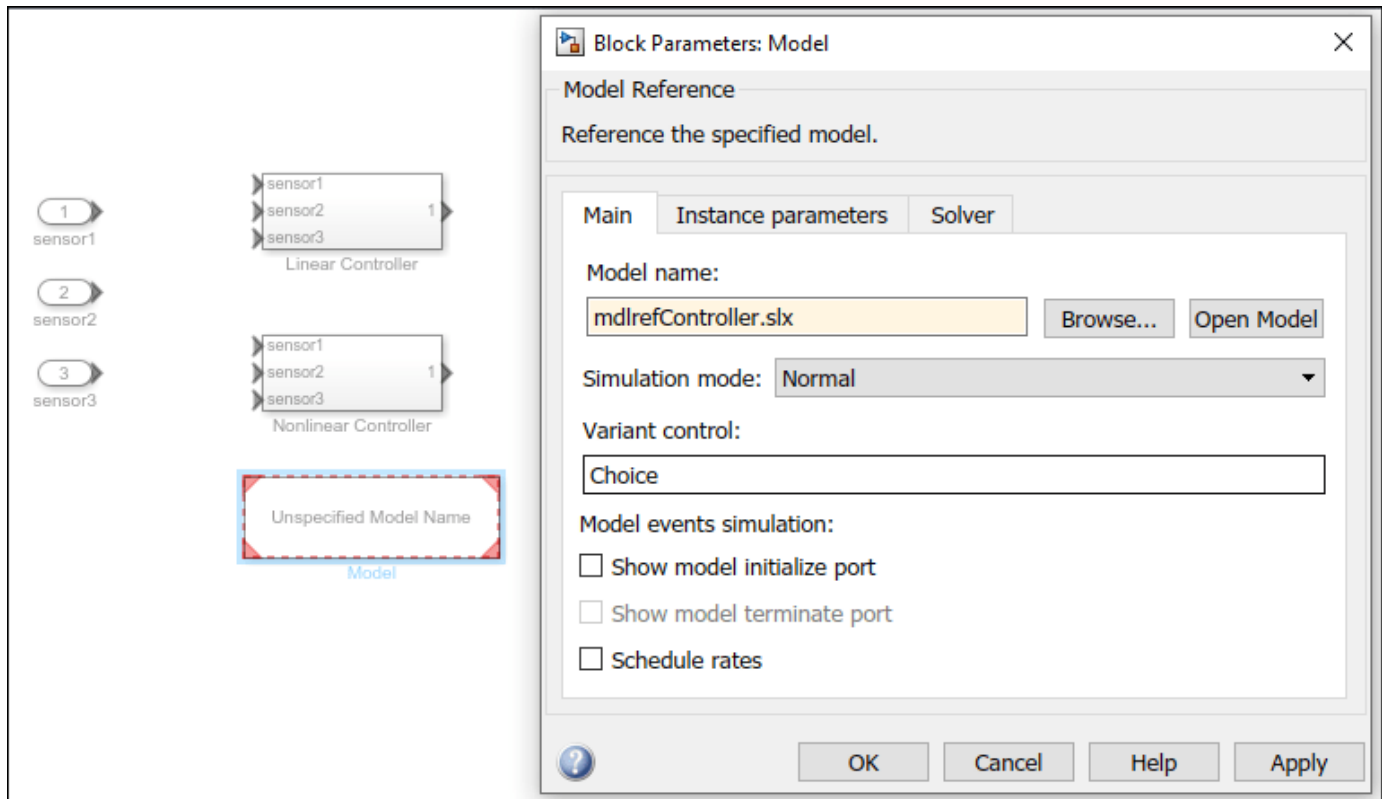 1
sensor1
2
sensor2
3
sensor3
sensor1
sensor2
sensor3
1
Linear Controller
sensor1
sensor2
sensor3
1
Nonlinear Controller
Unspecified Model Name
Model
Block Parameters: Model
Model Reference
Reference the specified model.
Main Instance parameters Solver
Model name:
mdlrefController.slx Browse... Open Model
Simulation mode: Normal
Variant control:
Choice
Model events simulation:
Show model initialize port
Show model terminate port
Schedule rates
? OK Cancel Help Apply